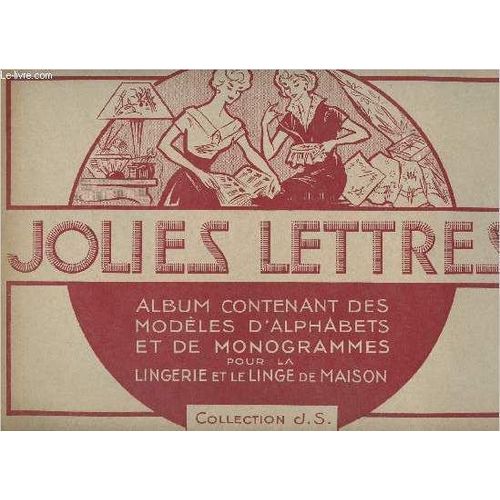 Le-livre.com
JOLIES LETTRES
ALBUM CONTENANT DES
MODÈLES D'ALPHABETS
ET DE MONOGRAMMES
POUR LA
LINGERIE ET LE LINGE DE MAISON
COLLECTION J.S.